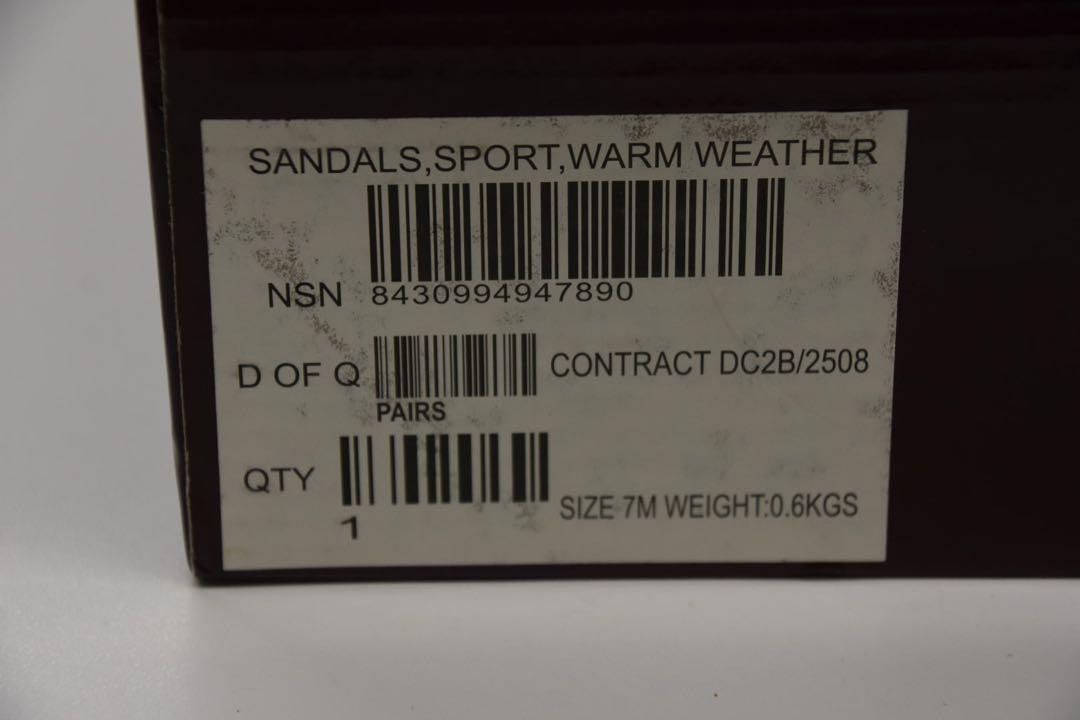 SANDALS,SPORT,WARM WEATHER
NSN 8430994947890
D OF Q CONTRACT DC2B/2508
PAIRS
QTY
SIZE 7M WEIGHT:0.6KGS
1